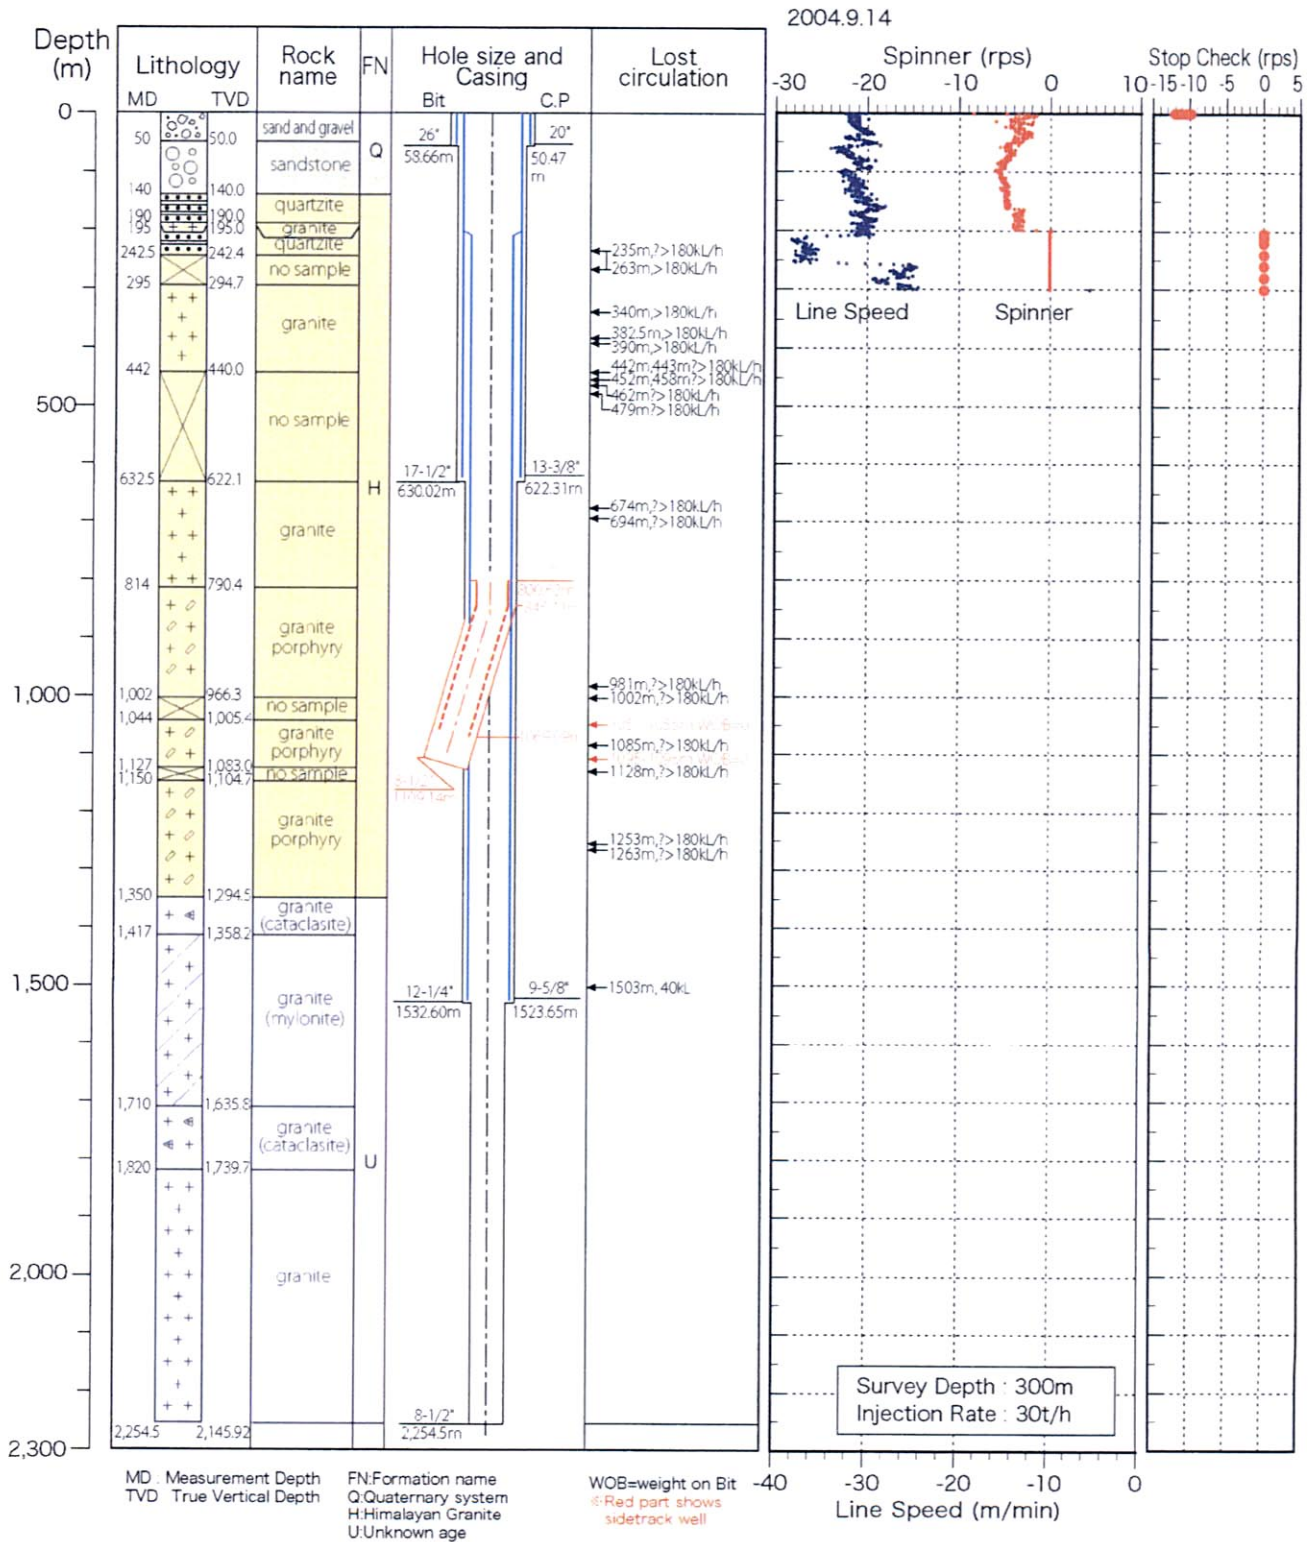 2004.9.14
Depth
(m)
Lithology
MD TVD
Rock
name
FN
Hole size and
Casing
Bit C.P
Lost
circulation
Spinner (rps)
-30 -20 -10 0 10
Stop Check (rps)
-15 -10 -5 0 5
0
500
1,000
1,500
2,000
2,300
50 50.0
140 140.0
190 190.0
195 195.0
242.5 242.4
295 294.7
442 440.0
632.5 622.1
814 790.4
1,002 966.3
1,044 1,005.4
1,127 1,083.0
1,150 1,104.7
1,350 1,294.5
1,417 1,358.2
1,710 1,635.8
1,820 1,739.7
2,254.5 2,145.92
sand and gravel
sandstone
quartzite
granite
quartzite
no sample
granite
no sample
granite
granite
porphyry
no sample
granite
porphyry
no sample
granite
porphyry
granite
(cataclasite)
granite
(mylonite)
granite
(cataclasite)
granite
Q
H
U
26" 20"
58.66m 50.47
m
17-1/2" 13-3/8"
630.02m 622.31m
12-1/4" 9-5/8"
1532.60m 1523.65m
8-1/2"
2,254.5m
235m,?>180kL/h
263m,>180kL/h
340m,>180kL/h
382.5m,>180kL/h
390m,>180kL/h
442m,443m?>180kL/h
452m,458m?>180kL/h
462m?>180kL/h
479m?>180kL/h
674m,?>180kL/h
694m,?>180kL/h
981m,?>180kL/h
1002m,?>180kL/h
1085m,?>180kL/h
1128m,?>180kL/h
1253m,?>180kL/h
1263m,?>180kL/h
1503m, 40kL
Line Speed Spinner
Survey Depth : 300m
Injection Rate : 30t/h
-40 -30 -20 -10 0
Line Speed (m/min)
MD : Measurement Depth
TVD True Vertical Depth
FN:Formation name
Q:Quaternary system
H:Himalayan Granite
U:Unknown age
WOB=weight on Bit
※Red part shows
sidetrack well